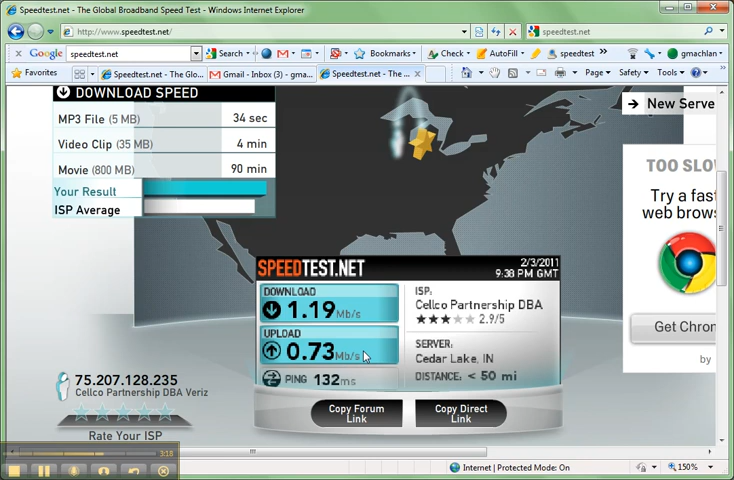 Speedtest.net - The Global Broadband Speed Test - Windows Internet Explorer
http://www.speedtest.net/
speedtest.net
Google
speedtest.net
Search
Bookmarks
Check
AutoFill
speedtest
gmachlan
Favorites
Speedtest.net - The Glo...
Gmail - Inbox (3) - gma...
Speedtest.net - The ...
Page
Safety
Tools
DOWNLOAD SPEED
MP3 File (5 MB) 34 sec
Video Clip (35 MB) 4 min
Movie (800 MB) 90 min
Your Result
ISP Average
New Serve
TOO SLO
Try a fas
web brows
Get Chron
by
SPEEDTEST.NET
2/3/2011
9:38 PM GMT
DOWNLOAD
1.19 Mb/s
UPLOAD
0.73 Mb/s
PING 132 ms
ISP:
Cellco Partnership DBA
2.9/5
SERVER:
Cedar Lake, IN
DISTANCE: < 50 mi
Copy Forum
Link
Copy Direct
Link
75.207.128.235
Cellco Partnership DBA Veriz
Rate Your ISP
3:18
Internet | Protected Mode: On
150%